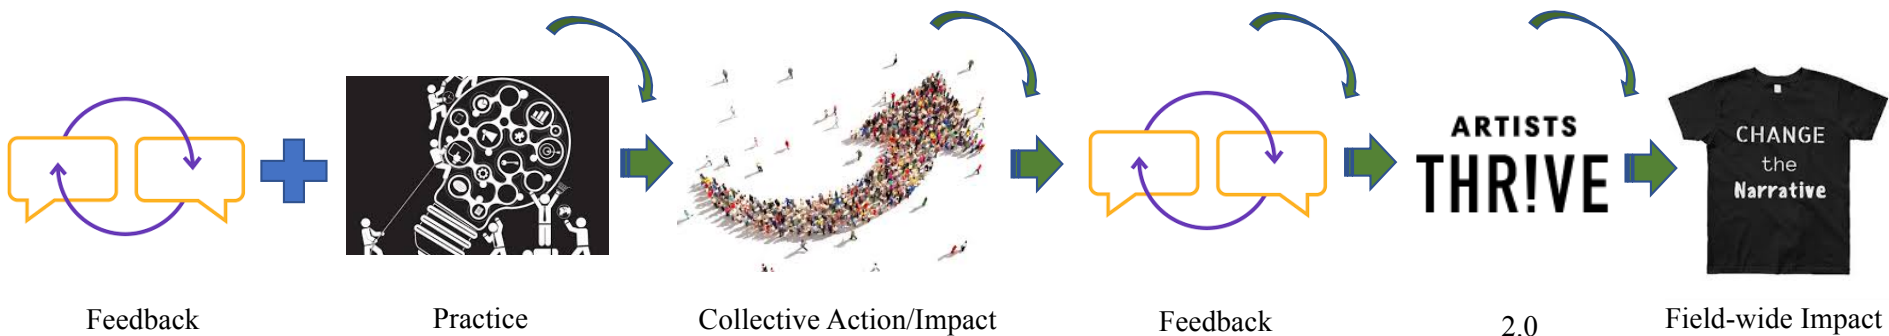 ARTISTS
THR!VE
CHANGE
the
Narrative
Feedback
Practice
Collective Action/Impact
Feedback
2.0
Field-wide Impact